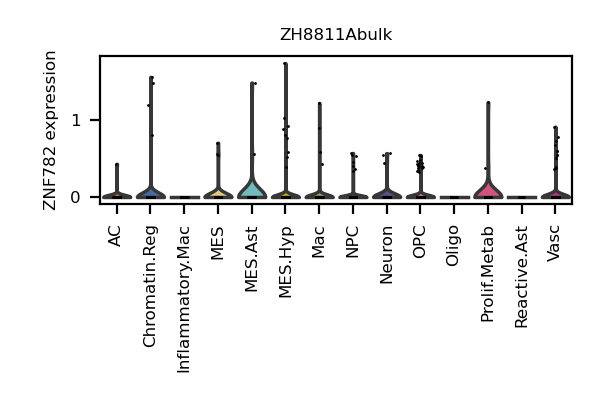 ZH8811Abulk
ZNF782 expression
1
0
AC
Chromatin.Reg
Inflammatory.Mac
MES
MES.Ast
MES.Hyp
Mac
NPC
Neuron
OPC
Oligo
Prolif.Metab
Reactive.Ast
Vasc